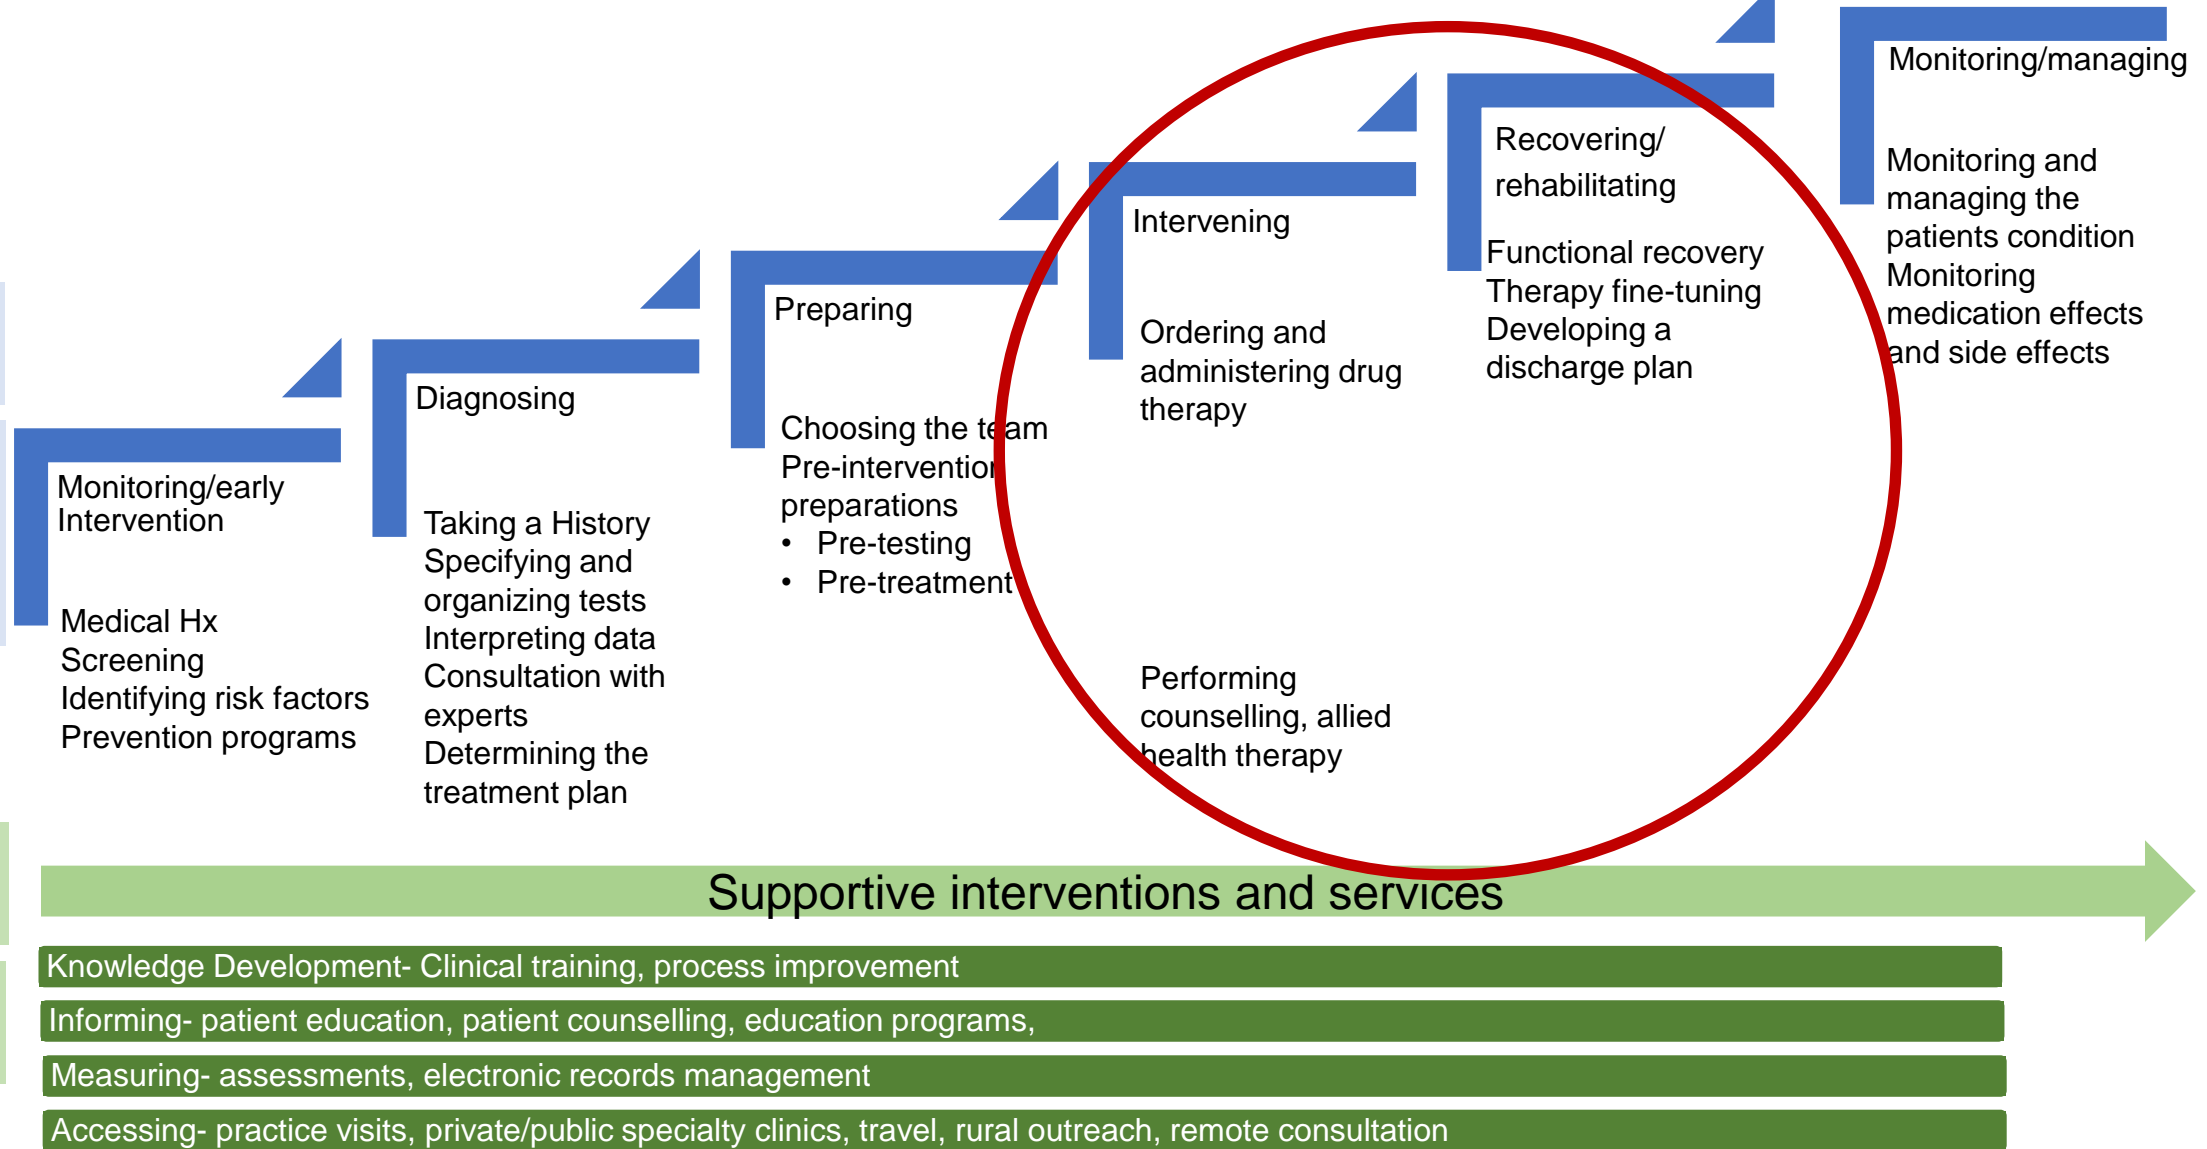 Monitoring/early
Intervention
Medical Hx
Screening
Identifying risk factors
Prevention programs
Diagnosing
Taking a History
Specifying and
organizing tests
Interpreting data
Consultation with
experts
Determining the
treatment plan
Preparing
Choosing the team
Pre-intervention
preparations
• Pre-testing
• Pre-treatment
Intervening
Ordering and
administering drug
therapy
Performing
counselling, allied
health therapy
Recovering/
rehabilitating
Functional recovery
Therapy fine-tuning
Developing a
discharge plan
Monitoring/managing
Monitoring and
managing the
patients condition
Monitoring
medication effects
and side effects
Supportive interventions and services
Knowledge Development- Clinical training, process improvement
Informing- patient education, patient counselling, education programs,
Measuring- assessments, electronic records management
Accessing- practice visits, private/public specialty clinics, travel, rural outreach, remote consultation